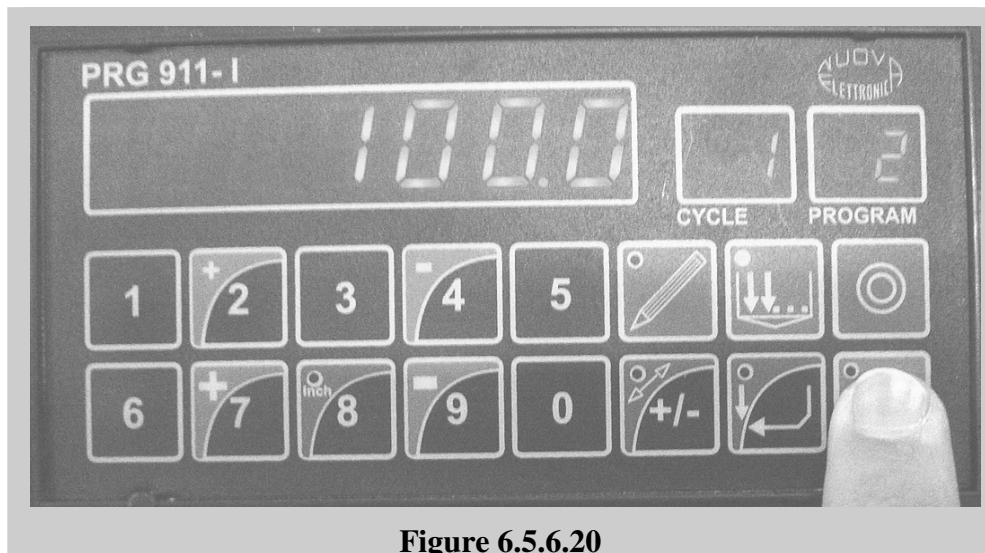 PRG 911-I
NUOVA
ELETTRONICA
100.0
1
2
CYCLE PROGRAM
1 + 2 3 - 4 5
6 + 7 Inch 8 - 9 0 +/-
Figure 6.5.6.20